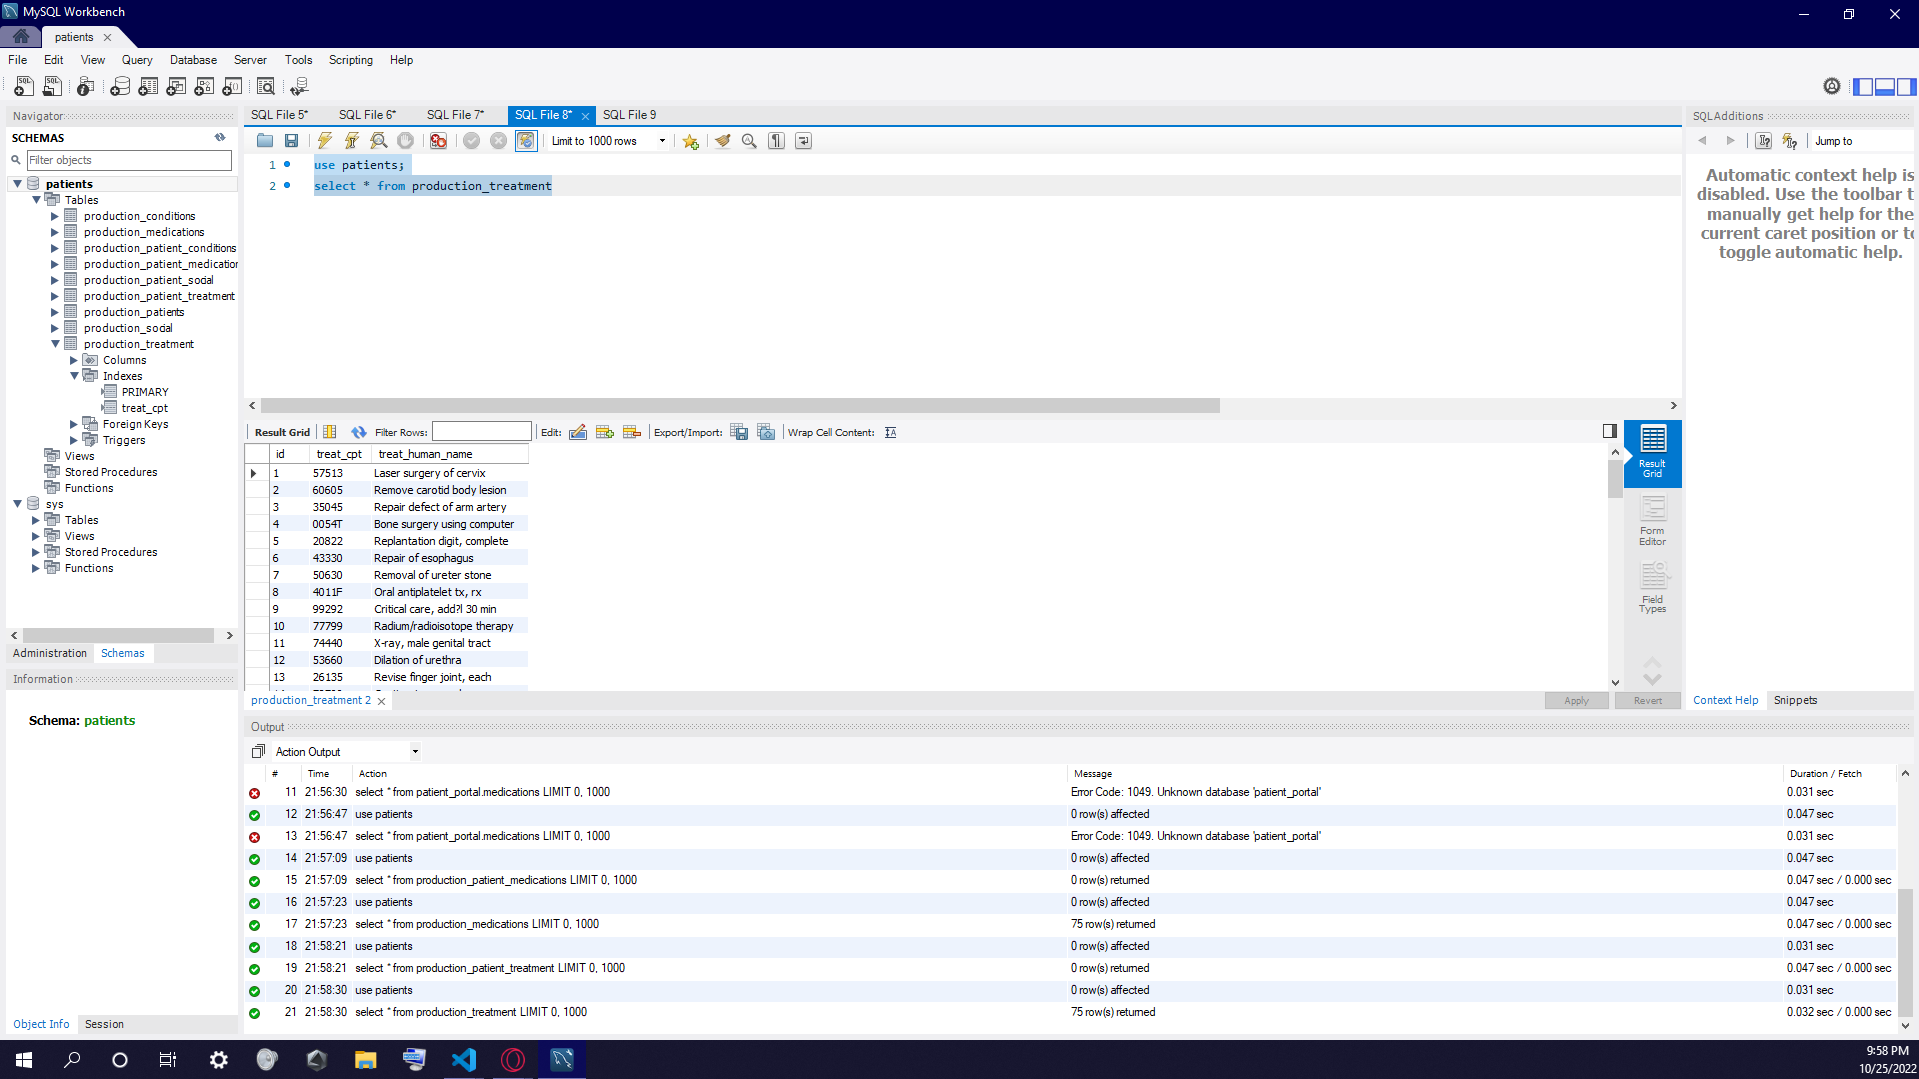 MySQL Workbench
patients
File Edit View Query Database Server Tools Scripting Help
Navigator
SCHEMAS
Filter objects
patients
Tables
production_conditions
production_medications
production_patient_conditions
production_patient_medication
production_patient_social
production_patient_treatment
production_patients
production_social
production_treatment
Columns
Indexes
PRIMARY
treat_cpt
Foreign Keys
Triggers
Views
Stored Procedures
Functions
sys
Tables
Views
Stored Procedures
Functions
Administration Schemas
Information
Schema: patients
Object Info Session
SQL File 5* SQL File 6* SQL File 7* SQL File 8* SQL File 9
Limit to 1000 rows
1 use patients;
2 select * from production_treatment
Result Grid Filter Rows: Edit: Export/Import: Wrap Cell Content:
id treat_cpt treat_human_name
1 57513 Laser surgery of cervix
2 60605 Remove carotid body lesion
3 35045 Repair defect of arm artery
4 0054T Bone surgery using computer
5 20822 Replantation digit, complete
6 43330 Repair of esophagus
7 50630 Removal of ureter stone
8 4011F Oral antiplatelet tx, rx
9 99292 Critical care, add?l 30 min
10 77799 Radium/radioisotope therapy
11 74440 X-ray, male genital tract
12 53660 Dilation of urethra
13 26135 Revise finger joint, each
Result
Grid
Form
Editor
Field
Types
production_treatment 2
Apply Revert
SQLAdditions
Jump to
Automatic context help is
disabled. Use the toolbar t
manually get help for the
current caret position or to
toggle automatic help.
Context Help Snippets
Output
Action Output
# Time Action Message Duration / Fetch
11 21:56:30 select * from patient_portal.medications LIMIT 0, 1000 Error Code: 1049. Unknown database 'patient_portal' 0.031 sec
12 21:56:47 use patients 0 row(s) affected 0.047 sec
13 21:56:47 select * from patient_portal.medications LIMIT 0, 1000 Error Code: 1049. Unknown database 'patient_portal' 0.031 sec
14 21:57:09 use patients 0 row(s) affected 0.047 sec
15 21:57:09 select * from production_patient_medications LIMIT 0, 1000 0 row(s) returned 0.047 sec / 0.000 sec
16 21:57:23 use patients 0 row(s) affected 0.047 sec
17 21:57:23 select * from production_medications LIMIT 0, 1000 75 row(s) returned 0.047 sec / 0.000 sec
18 21:58:21 use patients 0 row(s) affected 0.031 sec
19 21:58:21 select * from production_patient_treatment LIMIT 0, 1000 0 row(s) returned 0.047 sec / 0.000 sec
20 21:58:30 use patients 0 row(s) affected 0.031 sec
21 21:58:30 select * from production_treatment LIMIT 0, 1000 75 row(s) returned 0.032 sec / 0.000 sec
9:58 PM
10/25/2022